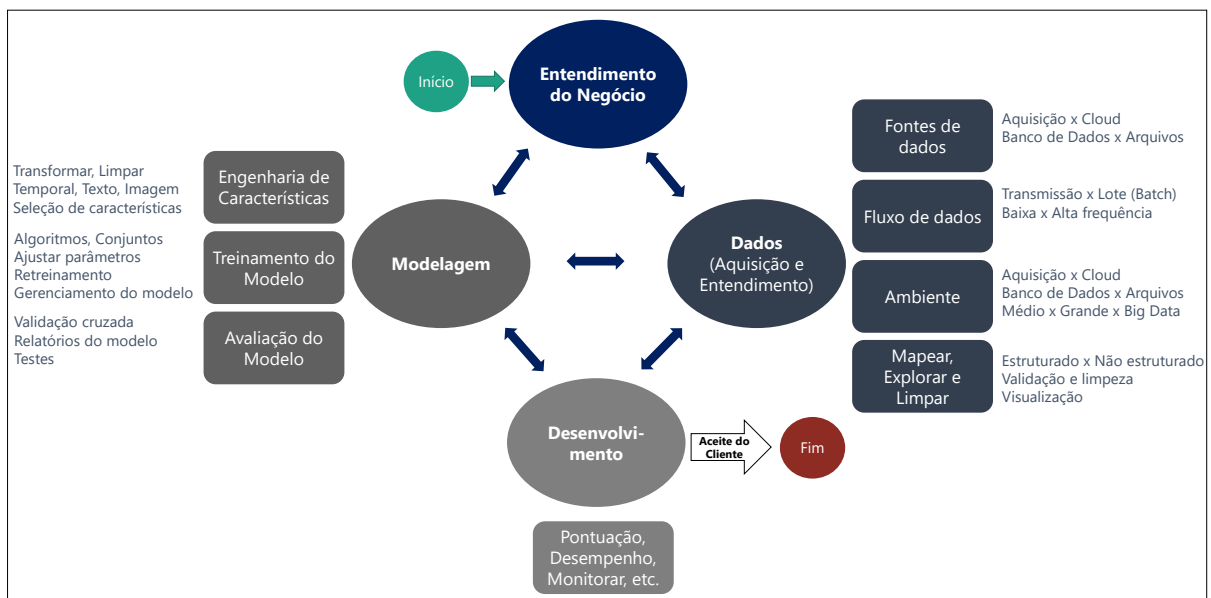 Início
Entendimento
do Negócio
Transformar, Limpar
Temporal, Texto, Imagem
Seleção de características
Engenharia de
Características
Algoritmos, Conjuntos
Ajustar parâmetros
Retreinamento
Gerenciamento do modelo
Treinamento do
Modelo
Validação cruzada
Relatórios do modelo
Testes
Avaliação do
Modelo
Modelagem
Dados
(Aquisição e
Entendimento)
Fontes de
dados
Aquisição x Cloud
Banco de Dados x Arquivos
Fluxo de dados
Transmissão x Lote (Batch)
Baixa x Alta frequência
Ambiente
Aquisição x Cloud
Banco de Dados x Arquivos
Médio x Grande x Big Data
Mapear,
Explorar e
Limpar
Estruturado x Não estruturado
Validação e limpeza
Visualização
Desenvolvi-
mento
Aceite do
Cliente
Fim
Pontuação,
Desempenho,
Monitorar, etc.